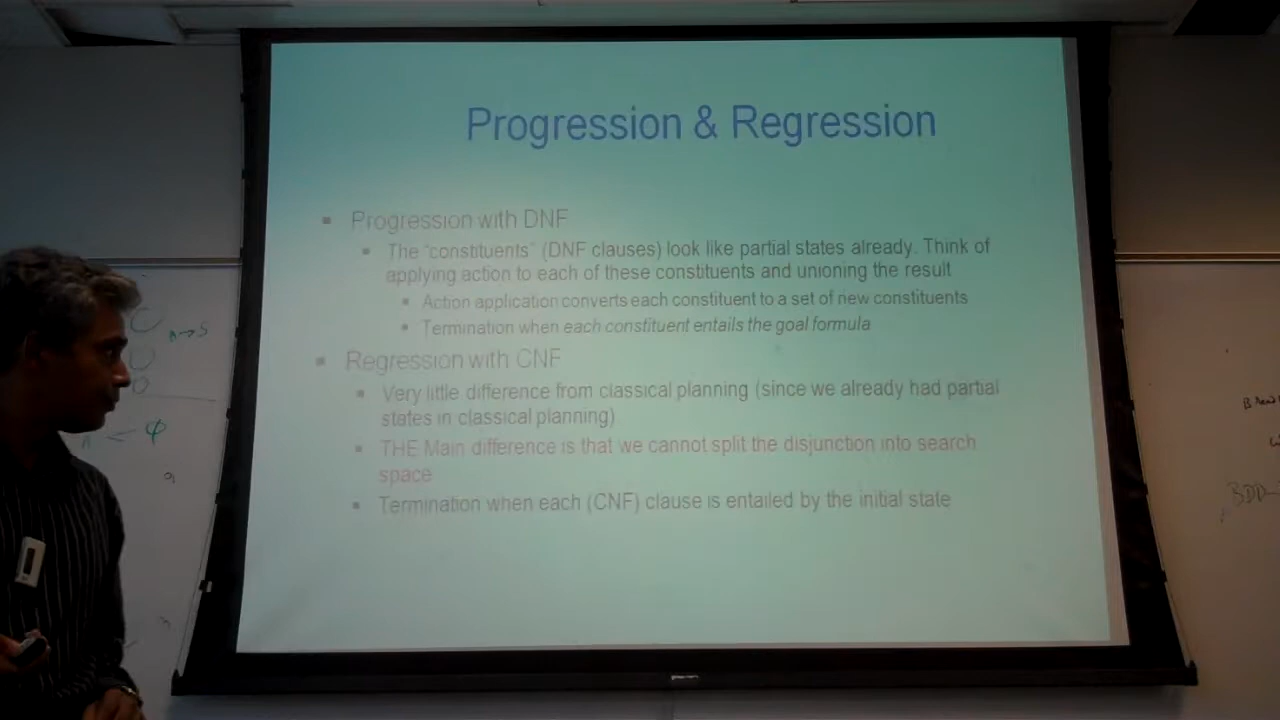 Progression & Regression
Progression with DNF
The "constituents" (DNF clauses) look like partial states already. Think of
applying action to each of these constituents and unioning the result
Action application converts each constituent to a set of new constituents
Termination when each constituent entails the goal formula
Regression with CNF
Very little difference from classical planning (since we already had partial
states in classical planning)
THE Main difference is that we cannot split the disjunction into search
space
Termination when each (CNF) clause is entailed by the initial state
BDD